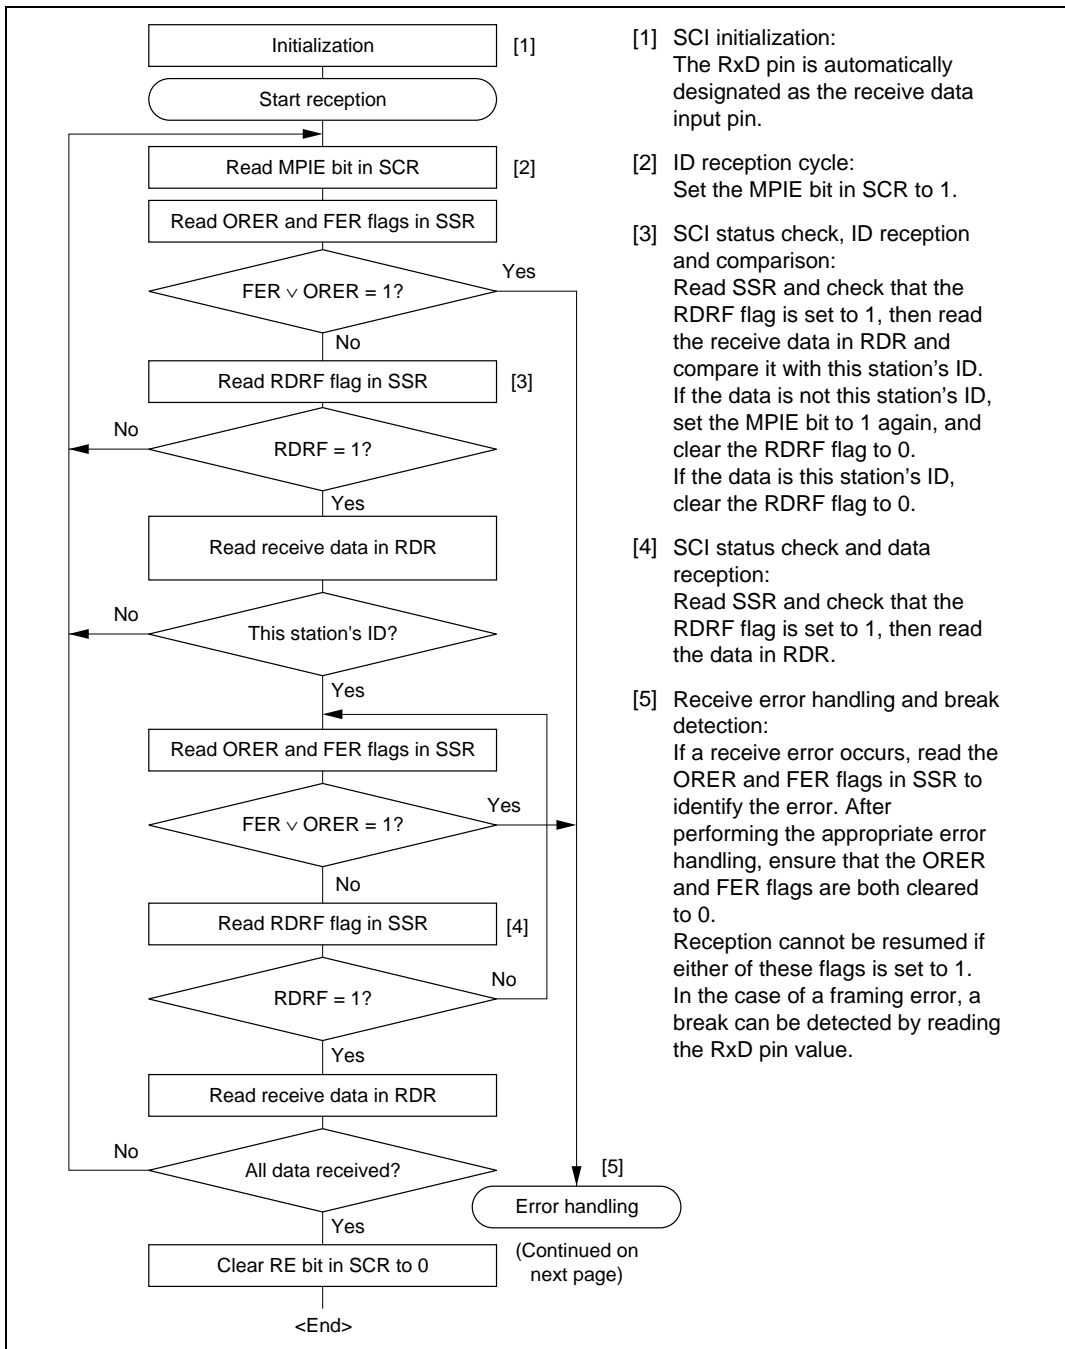 Initialization
[1]
Start reception
Read MPIE bit in SCR
[2]
Read ORER and FER flags in SSR
Yes
FER ∨ ORER = 1?
No
Read RDRF flag in SSR
[3]
No
RDRF = 1?
Yes
Read receive data in RDR
No
This station's ID?
Yes
Read ORER and FER flags in SSR
Yes
FER ∨ ORER = 1?
No
Read RDRF flag in SSR
[4]
No
RDRF = 1?
Yes
Read receive data in RDR
No
All data received?
[5]
Error handling
Yes
(Continued on
next page)
Clear RE bit in SCR to 0
<End>
[1] SCI initialization:
The RxD pin is automatically
designated as the receive data
input pin.
[2] ID reception cycle:
Set the MPIE bit in SCR to 1.
[3] SCI status check, ID reception
and comparison:
Read SSR and check that the
RDRF flag is set to 1, then read
the receive data in RDR and
compare it with this station's ID.
If the data is not this station's ID,
set the MPIE bit to 1 again, and
clear the RDRF flag to 0.
If the data is this station's ID,
clear the RDRF flag to 0.
[4] SCI status check and data
reception:
Read SSR and check that the
RDRF flag is set to 1, then read
the data in RDR.
[5] Receive error handling and break
detection:
If a receive error occurs, read the
ORER and FER flags in SSR to
identify the error. After
performing the appropriate error
handling, ensure that the ORER
and FER flags are both cleared
to 0.
Reception cannot be resumed if
either of these flags is set to 1.
In the case of a framing error, a
break can be detected by reading
the RxD pin value.